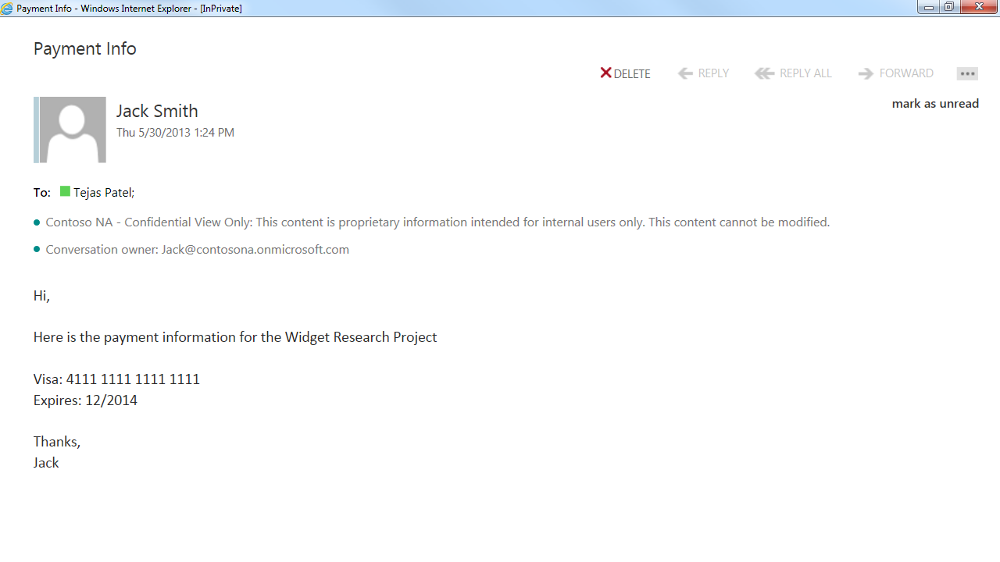 Payment Info - Windows Internet Explorer - [InPrivate]
Payment Info
DELETE REPLY REPLY ALL FORWARD
Jack Smith
mark as unread
Thu 5/30/2013 1:24 PM
To: Tejas Patel;
Contoso NA - Confidential View Only: This content is proprietary information intended for internal users only. This content cannot be modified.
Conversation owner: Jack@contosona.onmicrosoft.com
Hi,
Here is the payment information for the Widget Research Project
Visa: 4111 1111 1111 1111
Expires: 12/2014
Thanks,
Jack